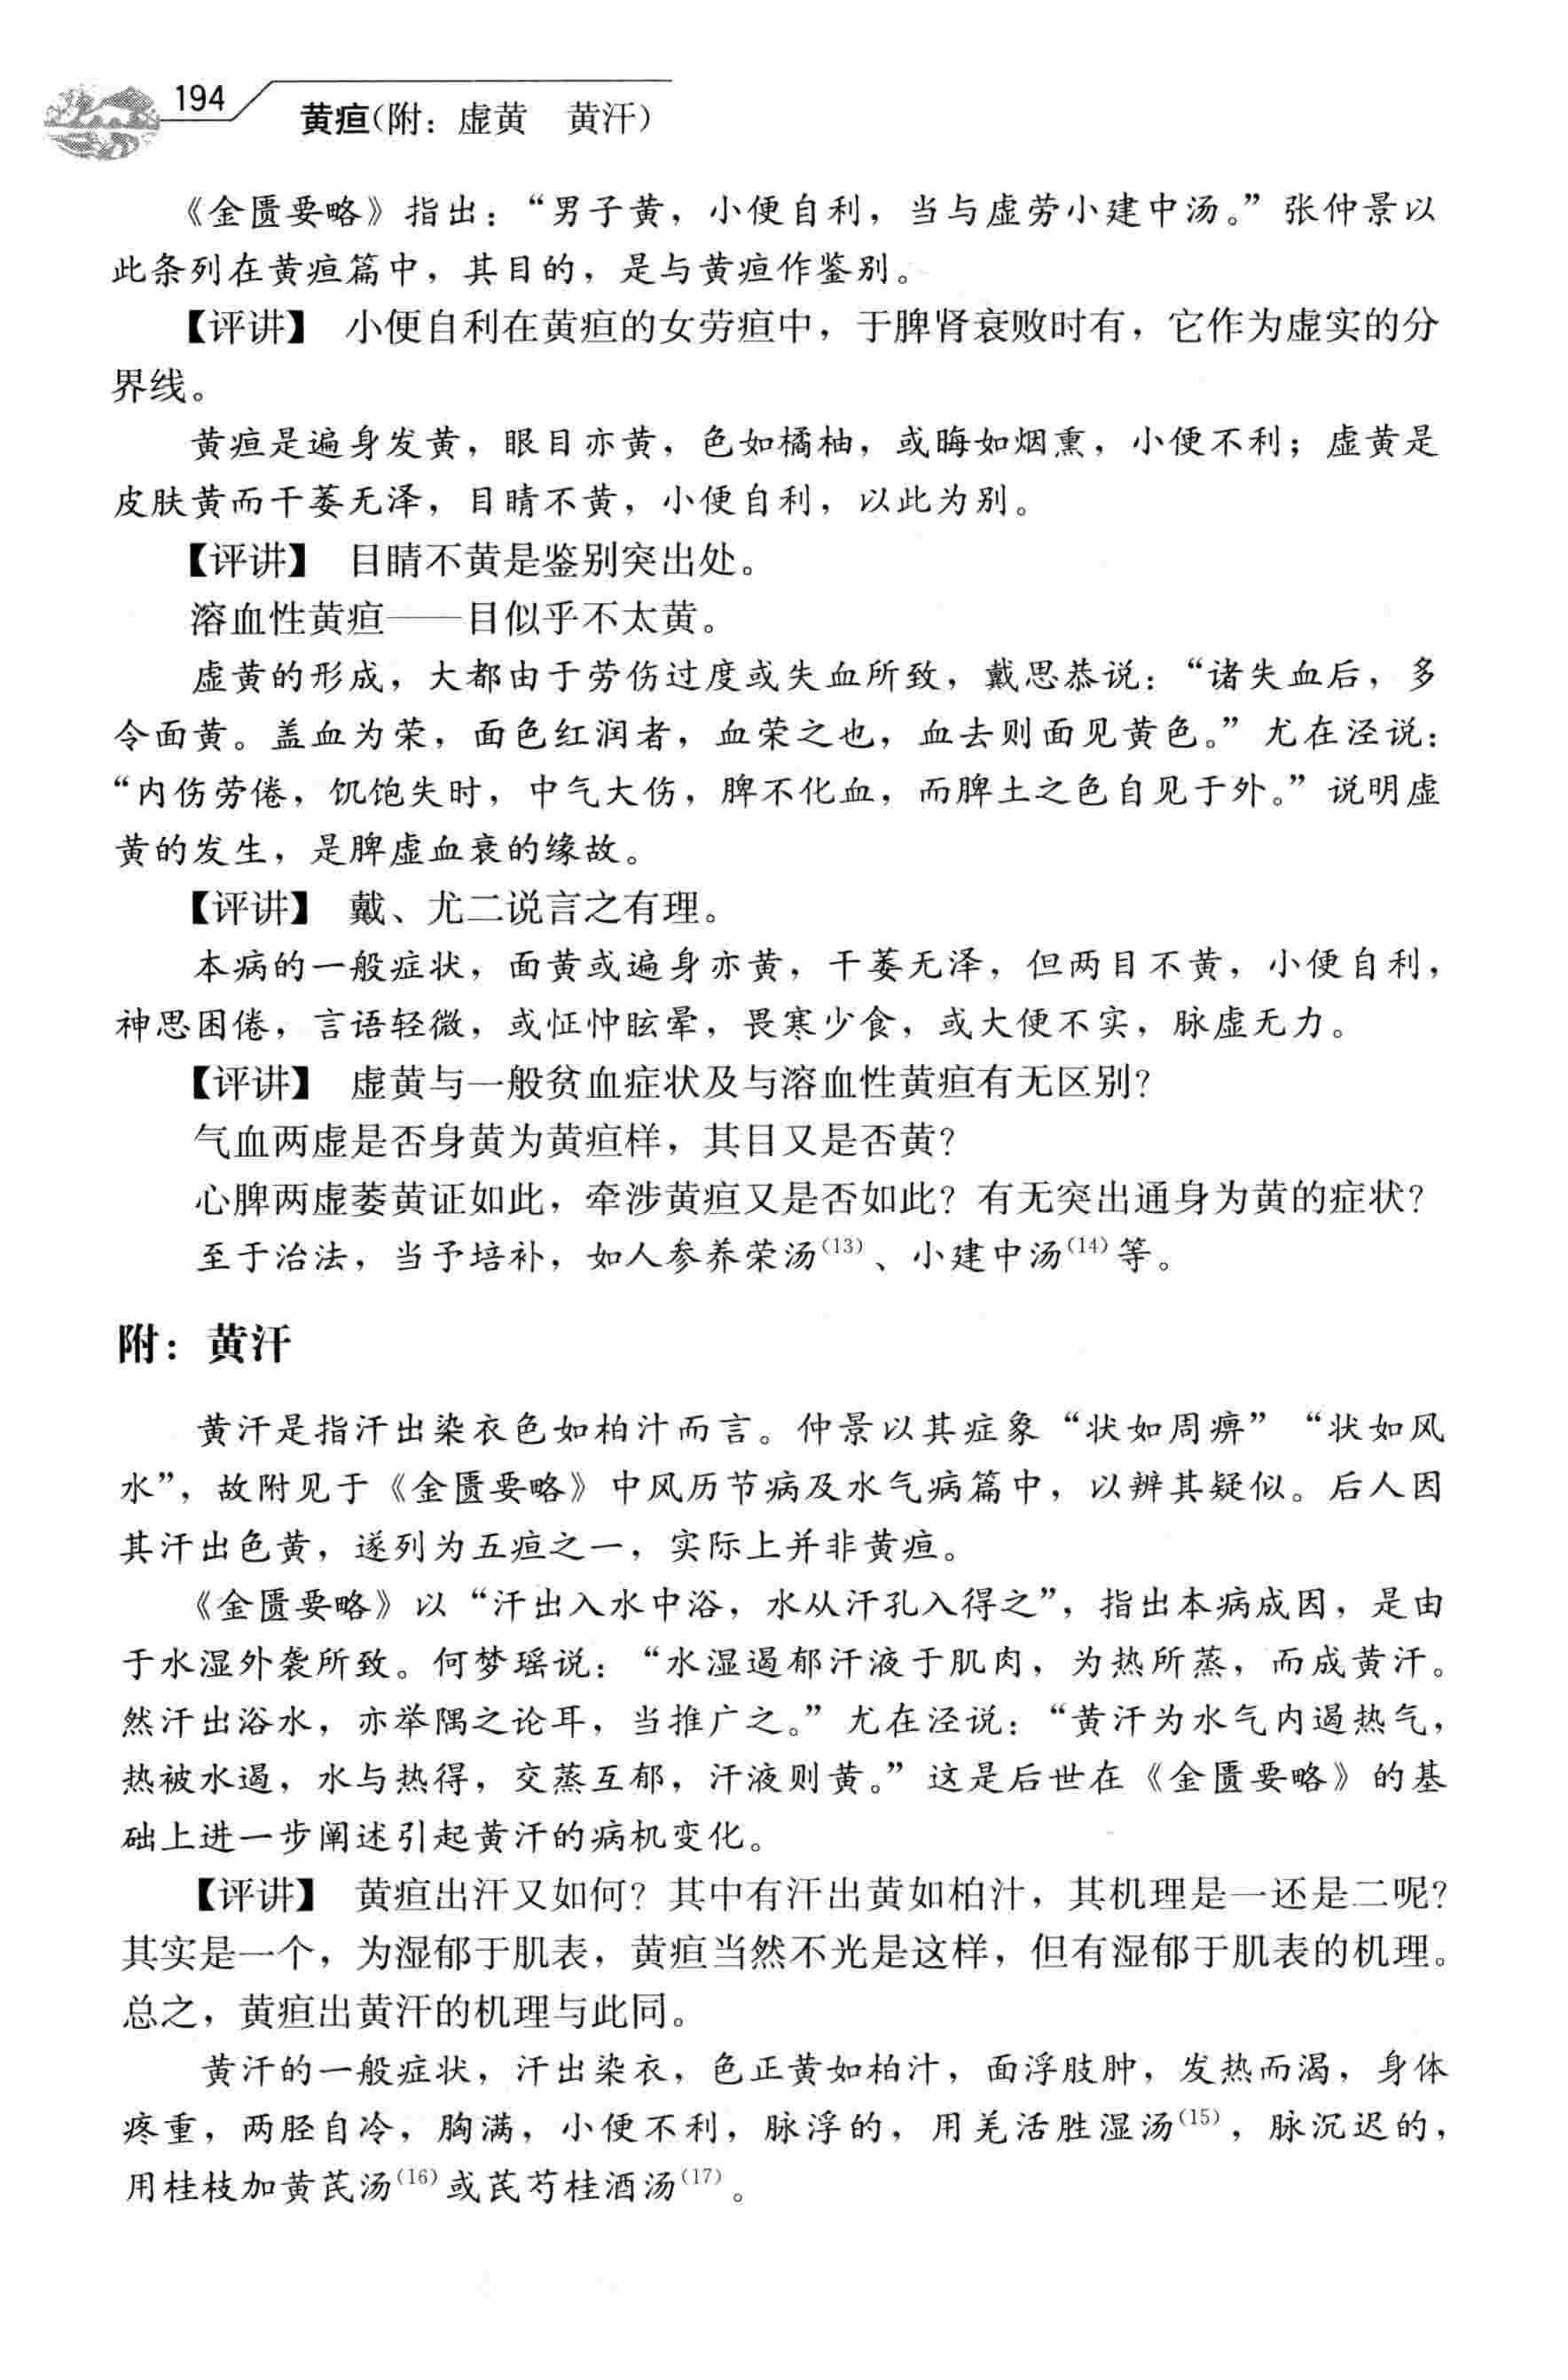 194
黄疸(附：虚黄　黄汗)
《金匮要略》指出：“男子黄，小便自利，当与虚劳小建中汤。”张仲景以
此条列在黄疸篇中，其目的，是与黄疸作鉴别。
【评讲】　小便自利在黄疸的女劳疸中，于脾肾衰败时有，它作为虚实的分
界线。
黄疸是遍身发黄，眼目亦黄，色如橘柚，或晦如烟熏，小便不利；虚黄是
皮肤黄而干萎无泽，目睛不黄，小便自利，以此为别。
【评讲】　目睛不黄是鉴别突出处。
溶血性黄疸——目似乎不太黄。
虚黄的形成，大都由于劳伤过度或失血所致，戴思恭说：“诸失血后，多
令面黄。盖血为荣，面色红润者，血荣之也，血去则面见黄色。”尤在泾说：
“内伤劳倦，饥饱失时，中气大伤，脾不化血，而脾土之色自见于外。”说明虚
黄的发生，是脾虚血衰的缘故。
【评讲】　戴、尤二说言之有理。
本病的一般症状，面黄或遍身亦黄，干萎无泽，但两目不黄，小便自利，
神思困倦，言语轻微，或怔忡眩晕，畏寒少食，或大便不实，脉虚无力。
【评讲】　虚黄与一般贫血症状及与溶血性黄疸有无区别？
气血两虚是否身黄为黄疸样，其目又是否黄？
心脾两虚萎黄证如此，牵涉黄疸又是否如此？有无突出通身为黄的症状？
至于治法，当予培补，如人参养荣汤(13)、小建中汤(14)等。
附：黄汗
黄汗是指汗出染衣色如柏汁而言。仲景以其症象“状如周痹”“状如风
水”，故附见于《金匮要略》中风历节病及水气病篇中，以辨其疑似。后人因
其汗出色黄，遂列为五疸之一，实际上并非黄疸。
《金匮要略》以“汗出入水中浴，水从汗孔入得之”，指出本病成因，是由
于水湿外袭所致。何梦瑶说：“水湿遏郁汗液于肌肉，为热所蒸，而成黄汗。
然汗出浴水，亦举隅之论耳，当推广之。”尤在泾说：“黄汗为水气内遏热气，
热被水遏，水与热得，交蒸互郁，汗液则黄。”这是后世在《金匮要略》的基
础上进一步阐述引起黄汗的病机变化。
【评讲】　黄疸出汗又如何？其中有汗出黄如柏汁，其机理是一还是二呢？
其实是一个，为湿郁于肌表，黄疸当然不光是这样，但有湿郁于肌表的机理。
总之，黄疸出黄汗的机理与此同。
黄汗的一般症状，汗出染衣，色正黄如柏汁，面浮肢肿，发热而渴，身体
疼重，两胫自冷，胸满，小便不利，脉浮的，用羌活胜湿汤(15)，脉沉迟的，
用桂枝加黄芪汤(16)或芪芍桂酒汤(17)。